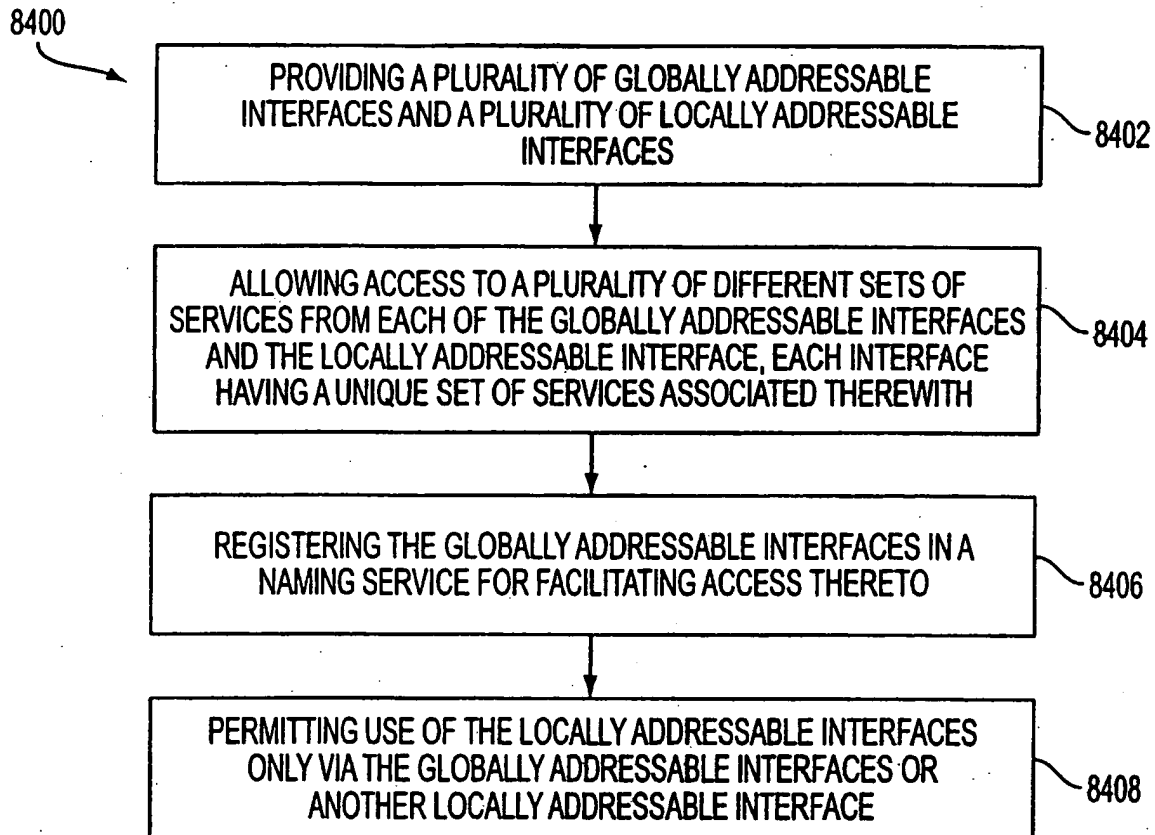 8400
PROVIDING A PLURALITY OF GLOBALLY ADDRESSABLE
INTERFACES AND A PLURALITY OF LOCALLY ADDRESSABLE
INTERFACES
8402
ALLOWING ACCESS TO A PLURALITY OF DIFFERENT SETS OF
SERVICES FROM EACH OF THE GLOBALLY ADDRESSABLE INTERFACES
AND THE LOCALLY ADDRESSABLE INTERFACE, EACH INTERFACE
HAVING A UNIQUE SET OF SERVICES ASSOCIATED THEREWITH
8404
REGISTERING THE GLOBALLY ADDRESSABLE INTERFACES IN A
NAMING SERVICE FOR FACILITATING ACCESS THERETO
8406
PERMITTING USE OF THE LOCALLY ADDRESSABLE INTERFACES
ONLY VIA THE GLOBALLY ADDRESSABLE INTERFACES OR
ANOTHER LOCALLY ADDRESSABLE INTERFACE
8408